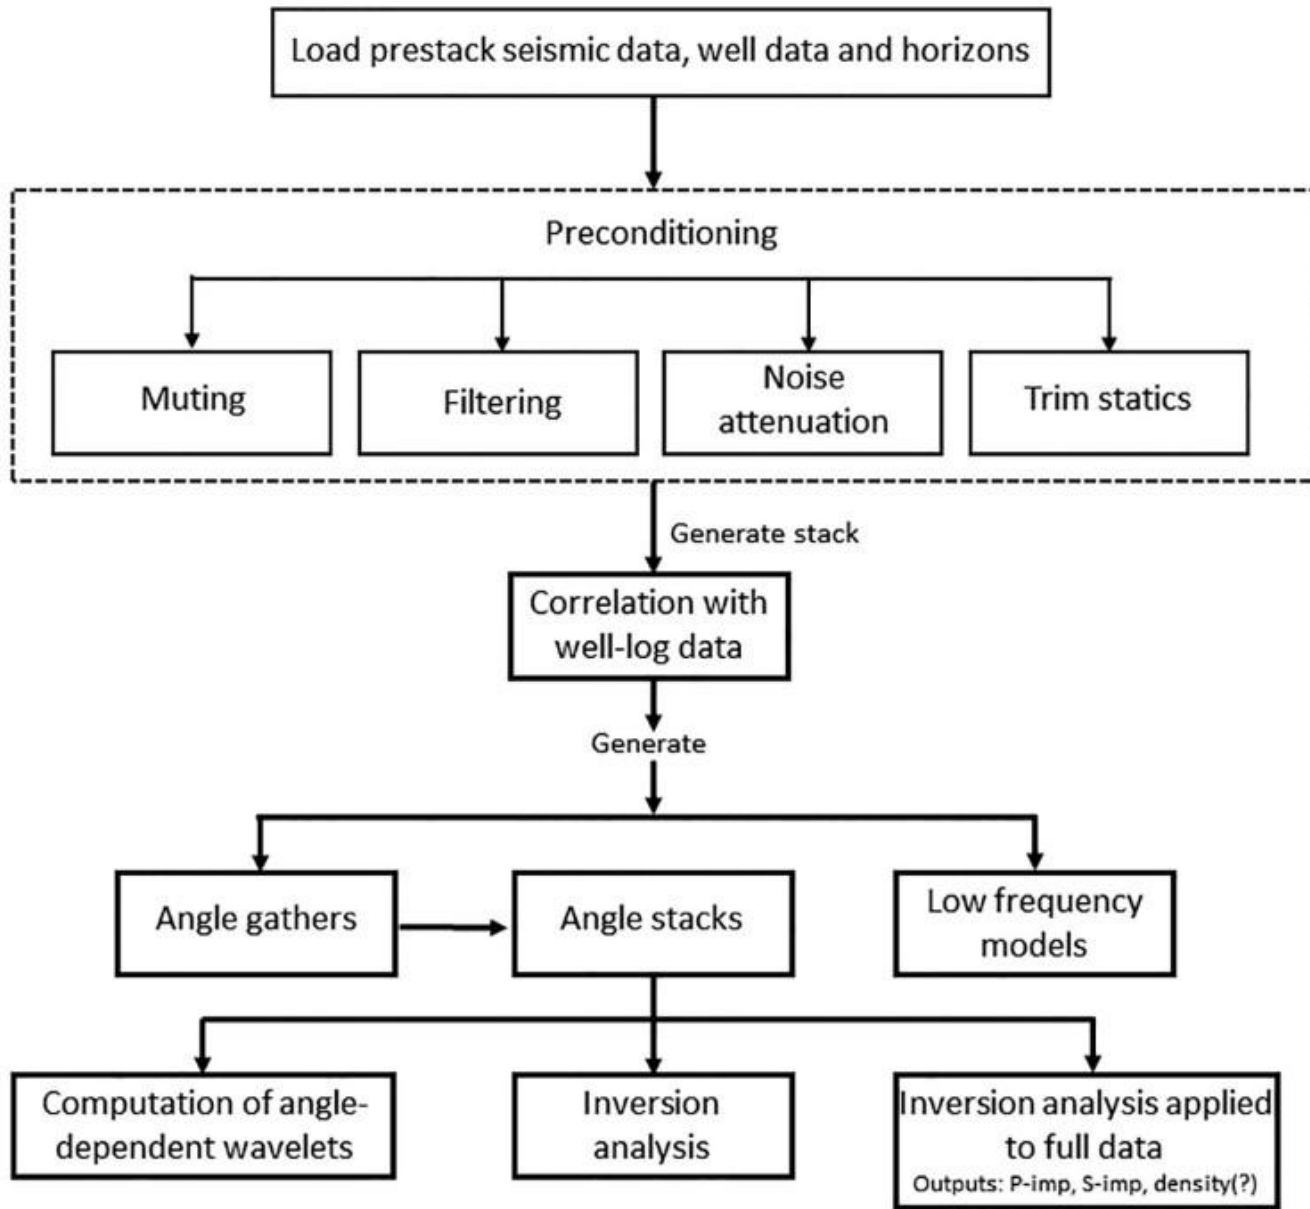 Load prestack seismic data, well data and horizons
Preconditioning
Muting
Filtering
Noise
attenuation
Trim statics
Generate stack
Correlation with
well-log data
Generate
Angle gathers
Angle stacks
Low frequency
models
Computation of angle-
dependent wavelets
Inversion
analysis
Inversion analysis applied
to full data
Outputs: P-imp, S-imp, density(?)